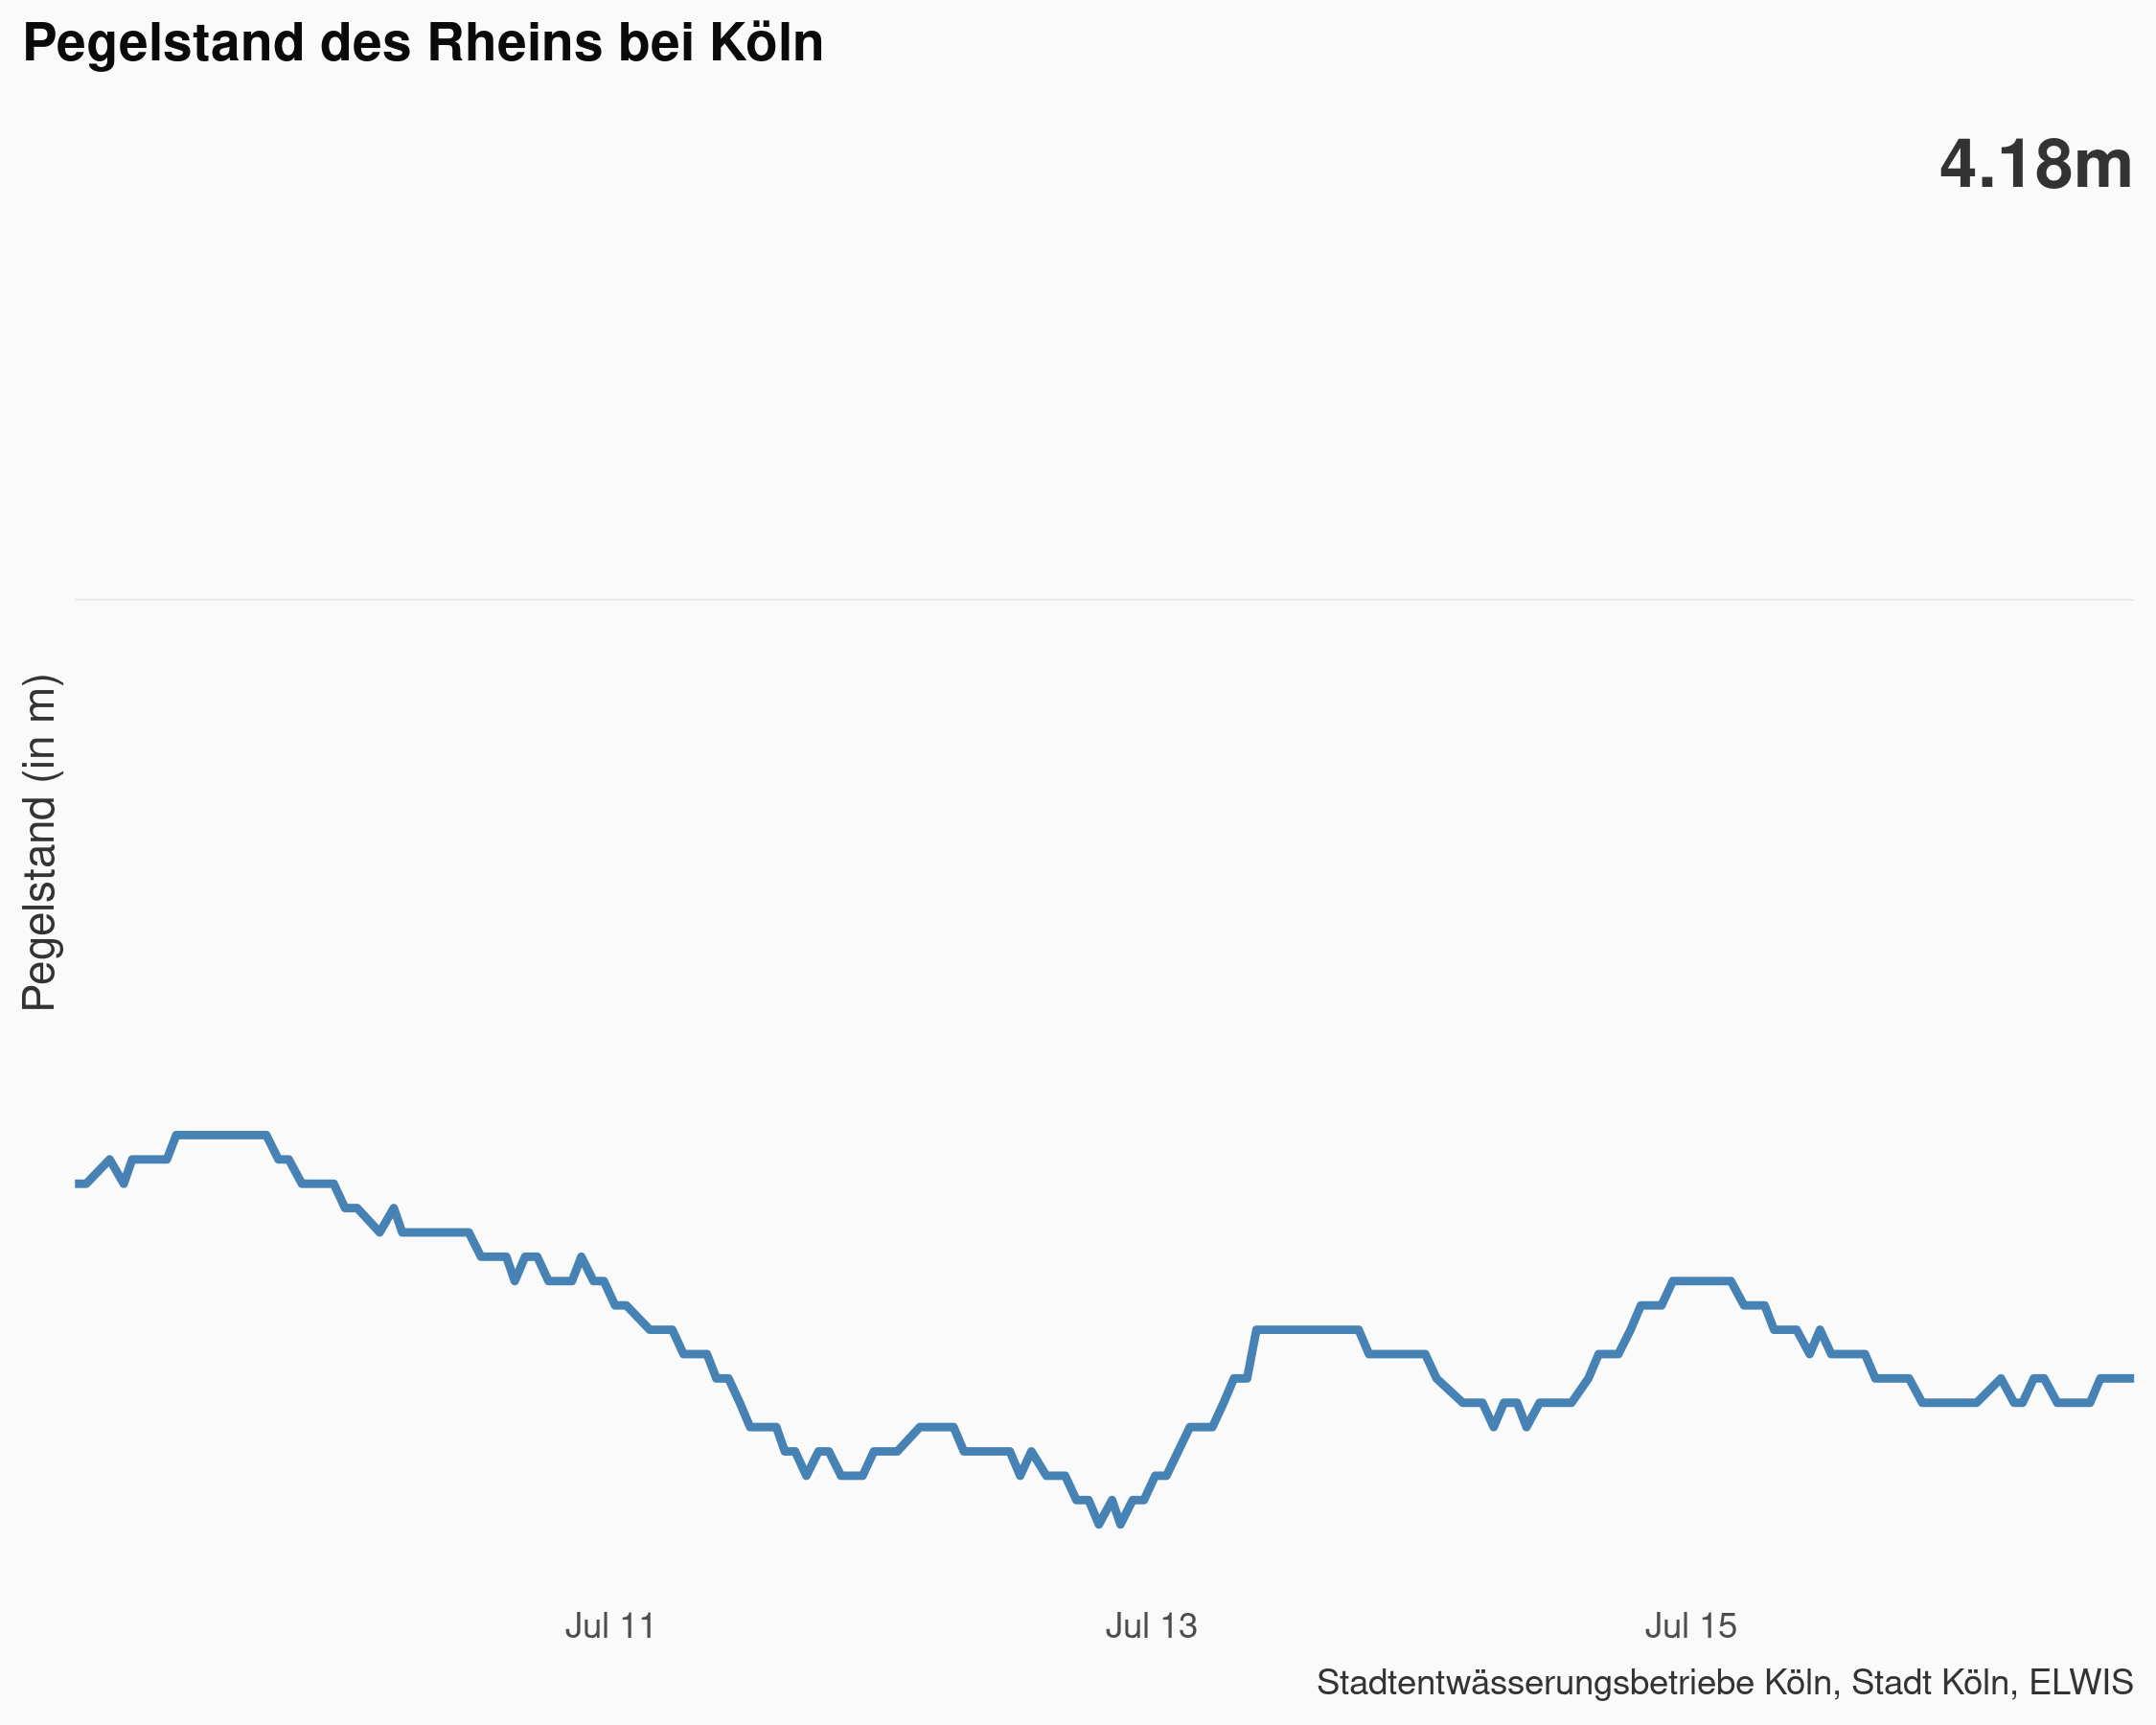 Pegelstand des Rheins bei Köln
4.18m
Pegelstand (in m)
Jul 11
Jul 13
Jul 15
Stadtentwässerungsbetriebe Köln, Stadt Köln, ELWIS